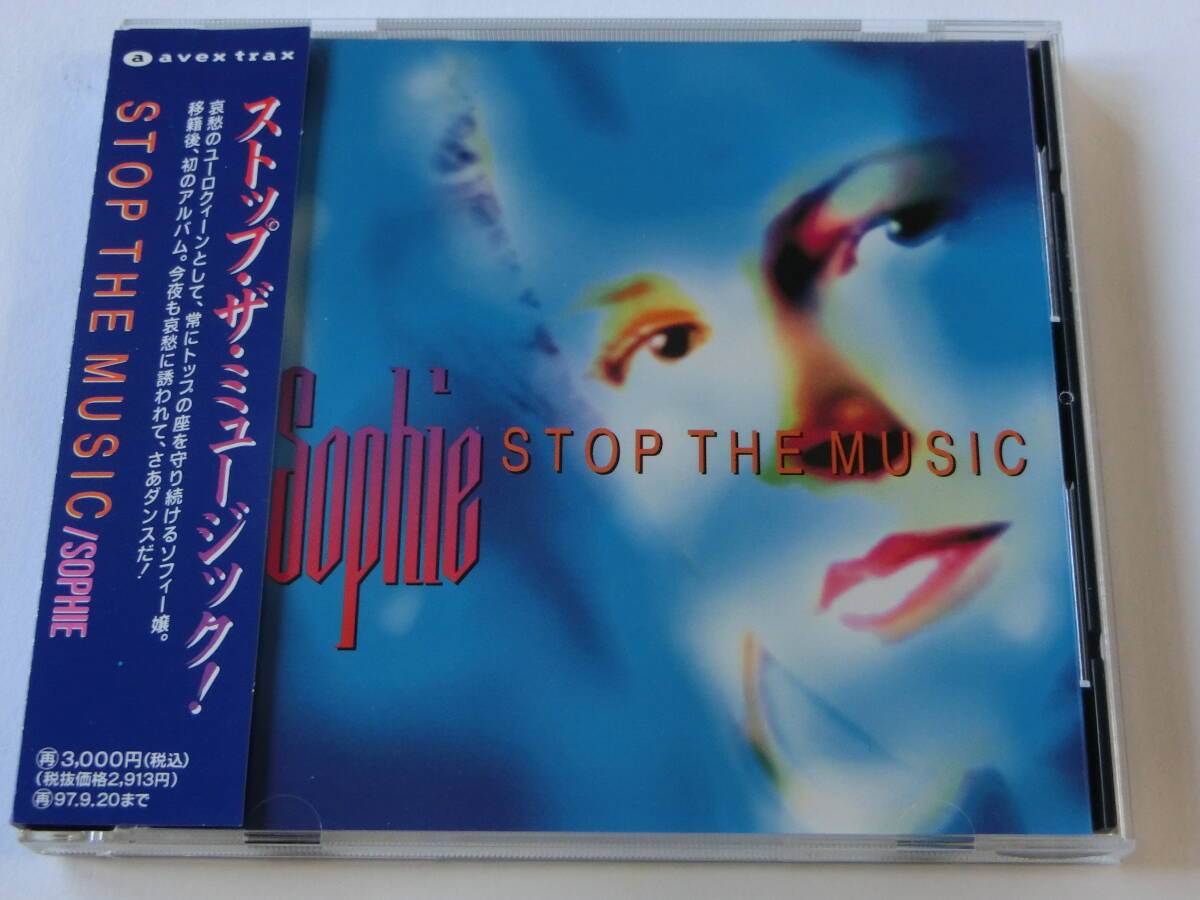 a avex trax
ストップ・ザ・ミュージック!
哀愁のユーロクィーンとして、常にトップの座を守り続けるソフィー嬢。
移籍後、初のアルバム。今夜も哀愁に誘われて、さあダンスだ!
STOP THE MUSIC/SOPHIE
再3,000円(税込)
(税抜価格2,913円)
再97.9.20まで
Sophie
STOP THE MUSIC